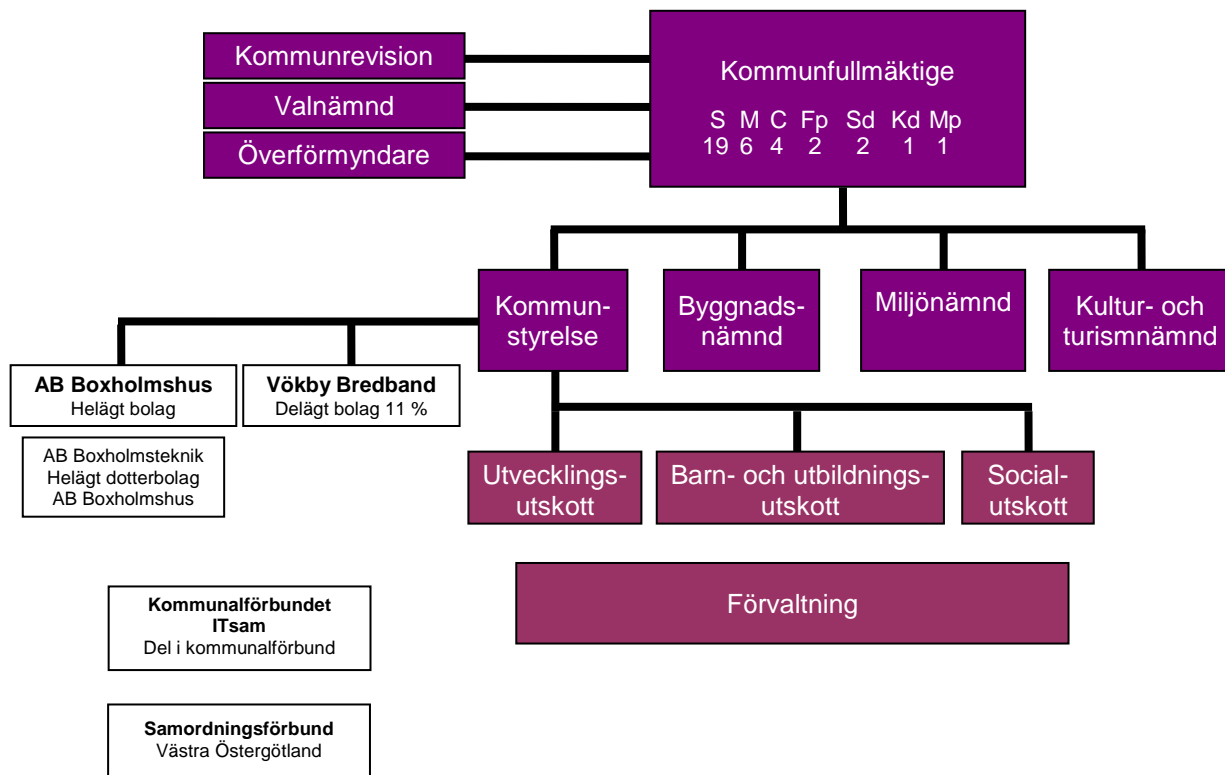 Kommunrevision
Valnämnd
Överförmyndare
Kommunfullmäktige
S M C Fp Sd Kd Mp
19 6 4 2 2 1 1
Kommun-
styrelse
Byggnads-
nämnd
Miljönämnd
Kultur- och
turismnämnd
AB Boxholmshus
Helägt bolag
Vökby Bredband
Delägt bolag 11 %
AB Boxholmsteknik
Helägt dotterbolag
AB Boxholmshus
Utvecklings-
utskott
Barn- och utbildnings-
utskott
Social-
utskott
Förvaltning
Kommunalförbundet
ITsam
Del i kommunalförbund
Samordningsförbund
Västra Östergötland